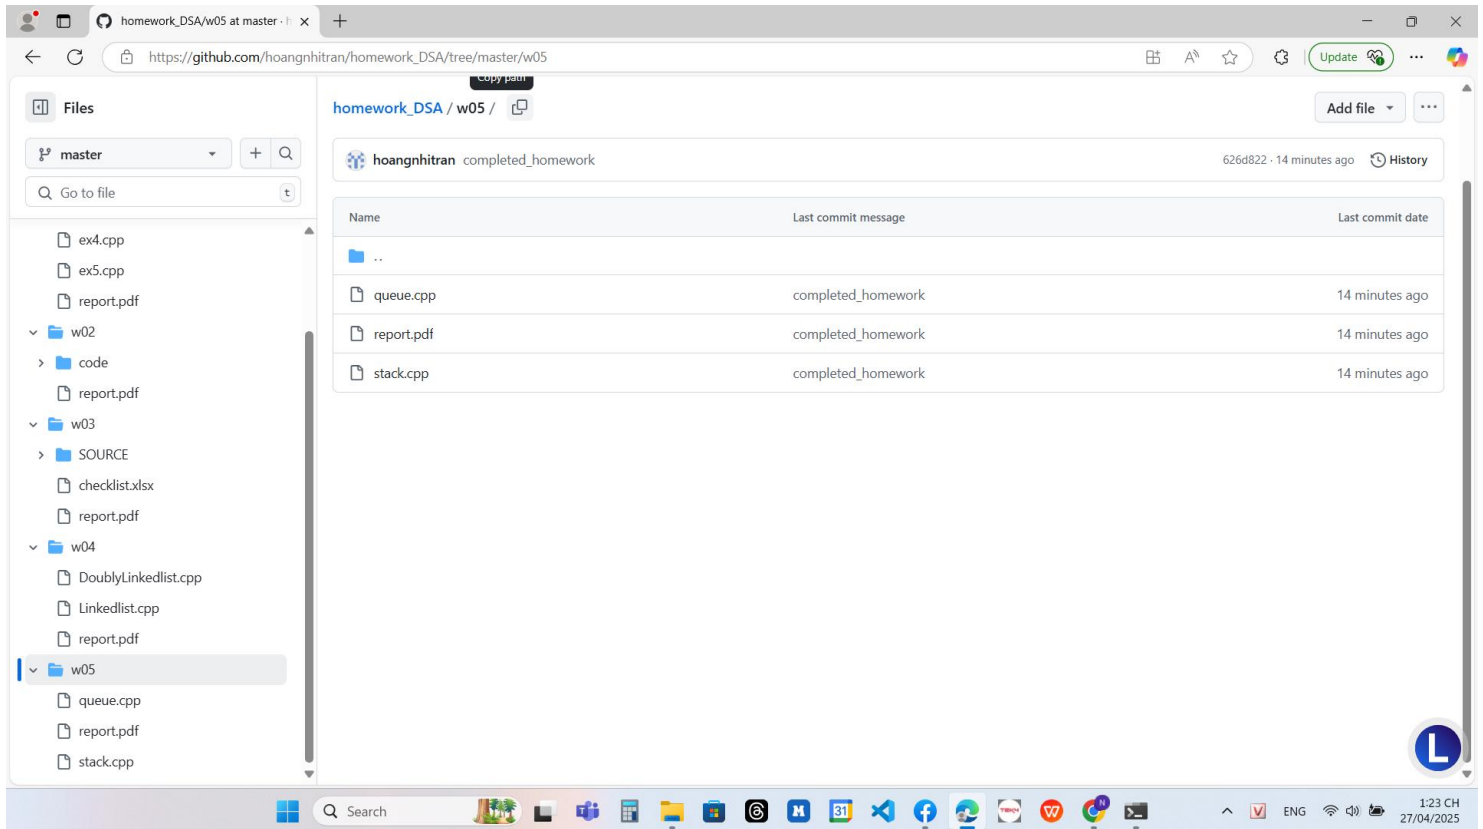 homework_DSA/w05 at master · h
https://github.com/hoangnhitran/homework_DSA/tree/master/w05
Update
Copy path
Files
homework_DSA / w05 /
Add file
master
hoangnhitran completed_homework
626d822 · 14 minutes ago
History
Go to file
t
Name
Last commit message
Last commit date
ex4.cpp
ex5.cpp
report.pdf
w02
code
report.pdf
w03
SOURCE
checklist.xlsx
report.pdf
w04
DoublyLinkedlist.cpp
Linkedlist.cpp
report.pdf
w05
queue.cpp
report.pdf
stack.cpp
..
queue.cpp completed_homework 14 minutes ago
report.pdf completed_homework 14 minutes ago
stack.cpp completed_homework 14 minutes ago
L
Search
31
N
V
ENG
1:23 CH
27/04/2025